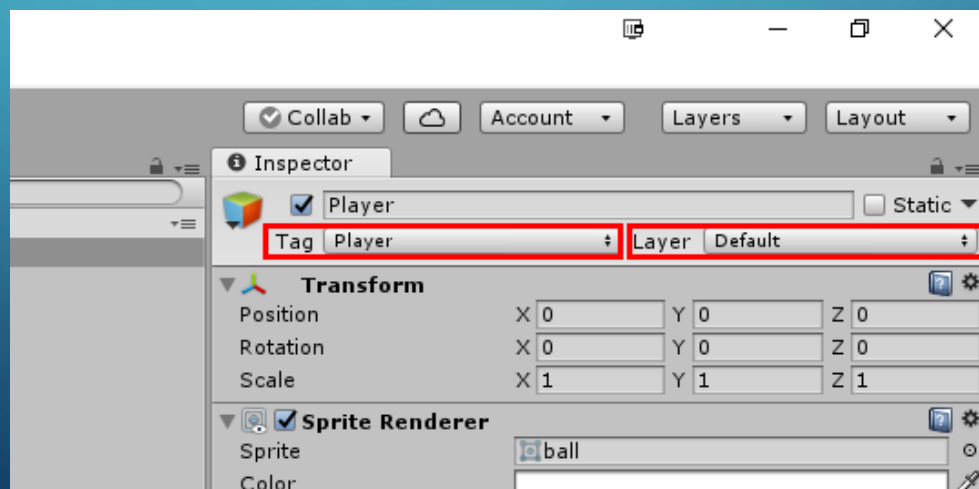 Collab Account Layers Layout
Inspector
Player Static
Tag Player Layer Default
Transform
Position X 0 Y 0 Z 0
Rotation X 0 Y 0 Z 0
Scale X 1 Y 1 Z 1
Sprite Renderer
Sprite ball
Color